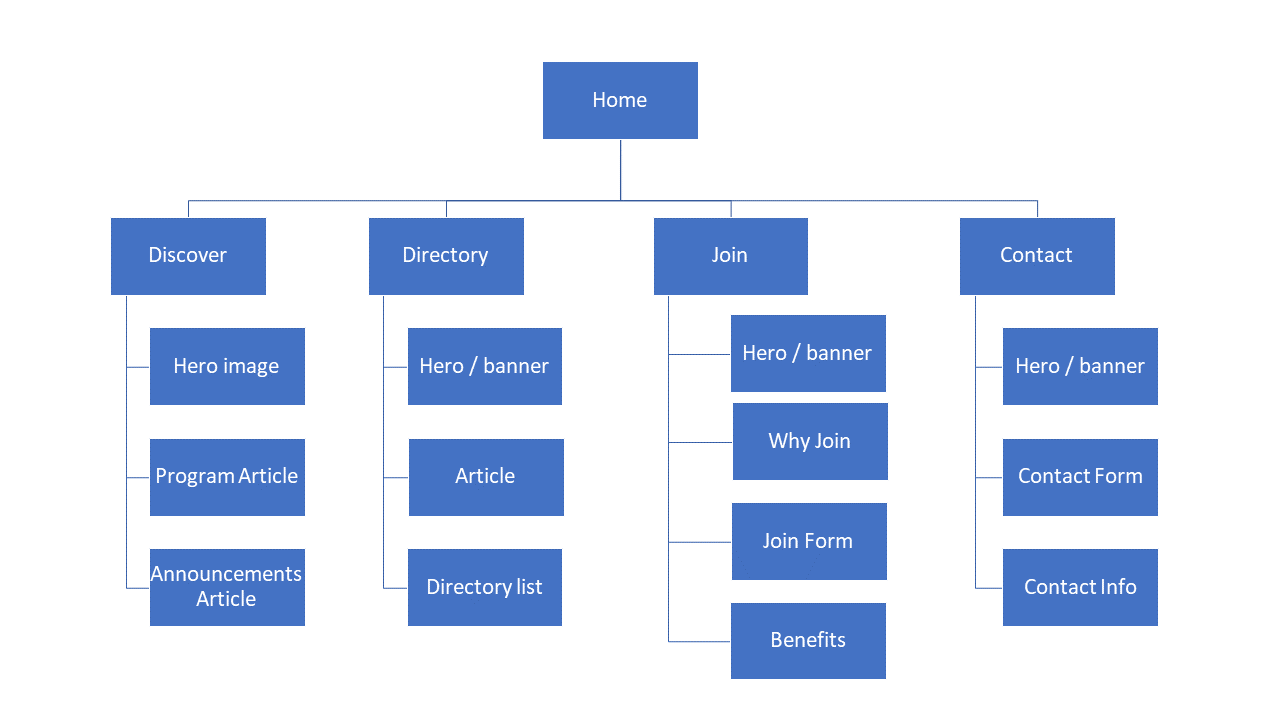 Home
Discover
Directory
Join
Contact
Hero image
Program Article
Announcements
Article
Hero / banner
Article
Directory list
Hero / banner
Why Join
Join Form
Benefits
Hero / banner
Contact Form
Contact Info